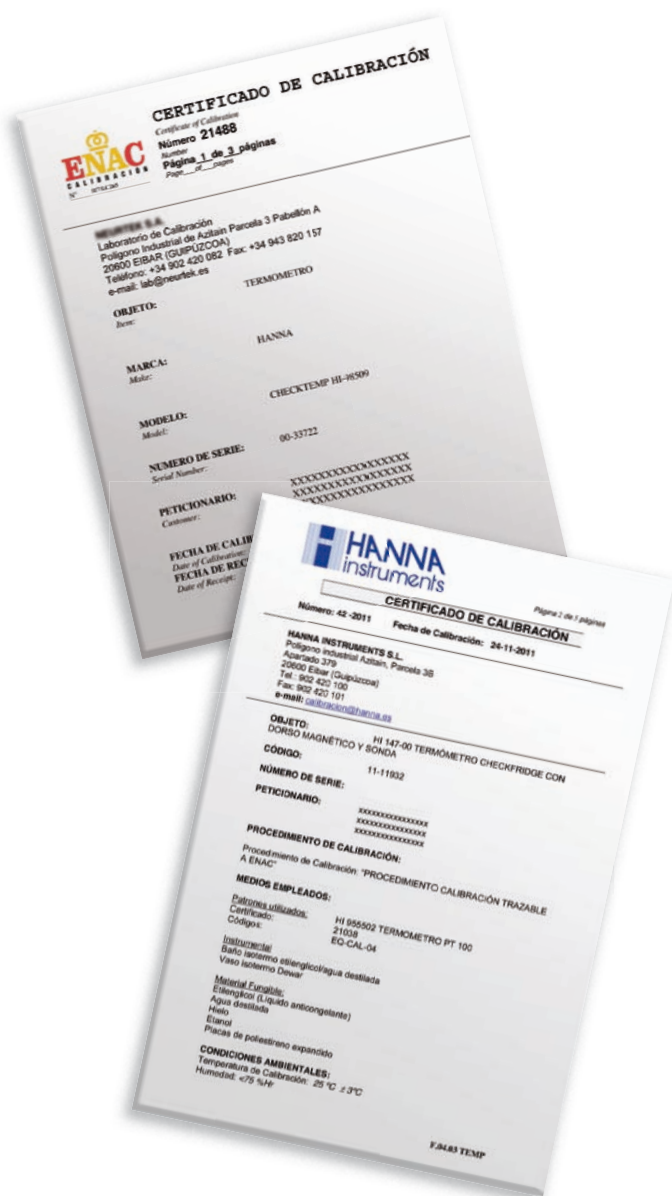 CERTIFICADO DE CALIBRACIÓN
Certificate of Calibration
ENAC
CALIBRACIÓN
Nº
Número 21488
Number
Página 1 de 3 páginas
Page of pages
NEURTEK S.A.
Laboratorio de Calibración
Polígono Industrial de Azitain Parcela 3 Pabellón A
20600 EIBAR (GUIPÚZCOA)
Teléfono: +34 902 420 082 Fax: +34 943 820 157
e-mail: lab@neurtek.es
OBJETO: TERMOMETRO
Item:
MARCA: HANNA
Make:
MODELO: CHECKTEMP HI-98509
Model:
NUMERO DE SERIE: 00-33722
Serial Number:
PETICIONARIO: XXXXXXXXXXXXXXXXX
Customer: XXXXXXXXXXXXXXXXX
XXXXXXXXXXXXXXXXX
FECHA DE CALIB
Date of Calibration:
FECHA DE REC
Date of Receipt:
HANNA
instruments
Página 2 de 5 páginas
CERTIFICADO DE CALIBRACIÓN
Número: 42 -2011 Fecha de Calibración: 24-11-2011
HANNA INSTRUMENTS S.L.
Polígono Industrial Azitain, Parcela 3B
Apartado 379
20600 Eibar (Guipúzcoa)
Tel.: 902 420 100
Fax: 902 420 101
e-mail: calibracion@hanna.es
OBJETO: HI 147-00 TERMÓMETRO CHECKFRIDGE CON
DORSO MAGNÉTICO Y SONDA
CÓDIGO: 11-11932
NÚMERO DE SERIE:
PETICIONARIO: xxxxxxxxxxxxxxx
xxxxxxxxxxxxxxx
xxxxxxxxxxxxxxx
PROCEDIMIENTO DE CALIBRACIÓN:
Procedimiento de Calibración: "PROCEDIMIENTO CALIBRACIÓN TRAZABLE
A ENAC"
MEDIOS EMPLEADOS:
Patrones utilizados: HI 955502 TERMOMETRO PT 100
Certificado: 21038
Códigos: EQ-CAL-04
Instrumental
Baño isotermo etilenglicol/agua destilada
Vaso isotermo Dewar
Material Fungible:
Etilenglicol (Líquido anticongelante)
Agua destilada
Hielo
Etanol
Placas de poliestireno expandido
CONDICIONES AMBIENTALES:
Temperatura de Calibración: 25 °C ± 3°C
Humedad: <75 %Hr
F.04.03 TEMP